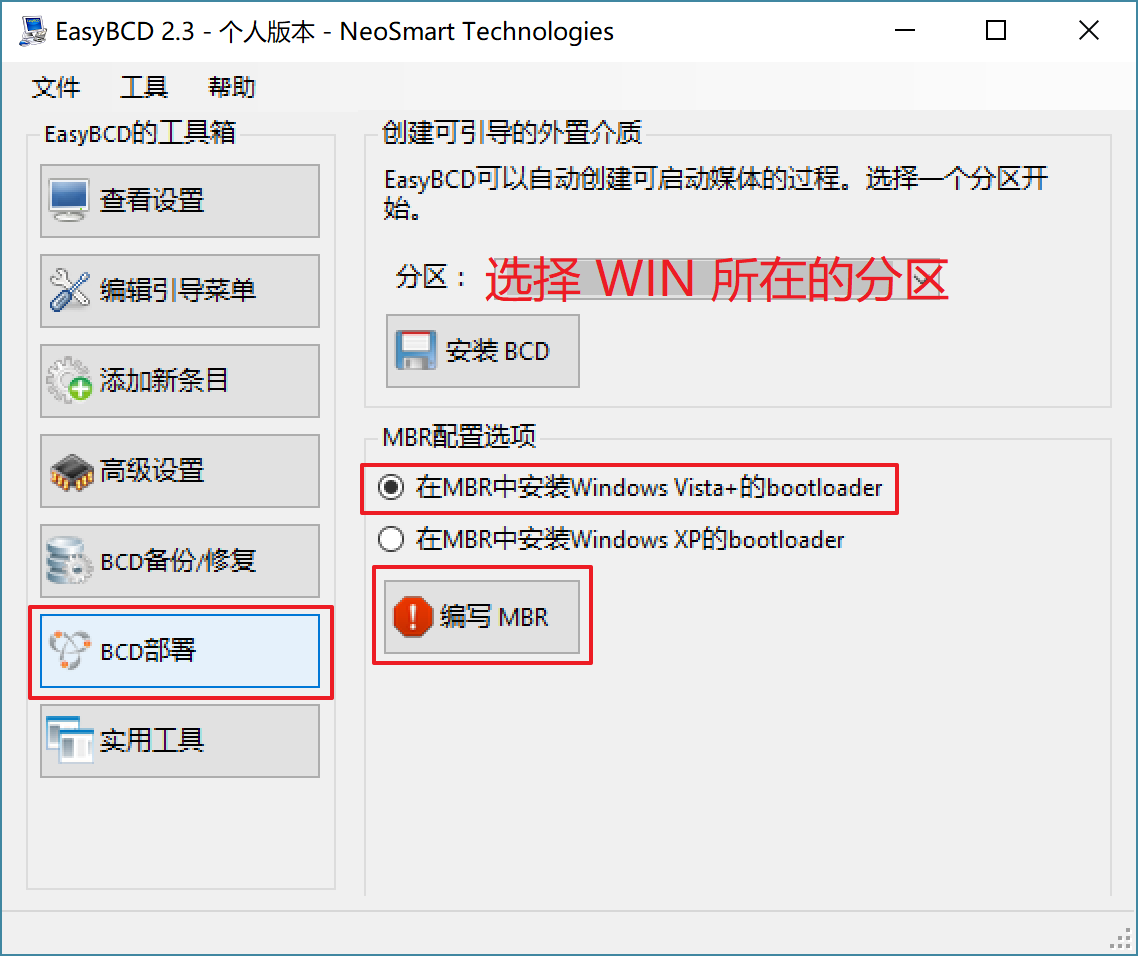 EasyBCD 2.3 - 个人版本 - NeoSmart Technologies
文件 工具 帮助
EasyBCD的工具箱
查看设置
编辑引导菜单
添加新条目
高级设置
BCD备份/修复
BCD部署
实用工具
创建可引导的外置介质
EasyBCD可以自动创建可启动媒体的过程。选择一个分区开
始。
分区：
选择 WIN 所在的分区
安装 BCD
MBR配置选项
在MBR中安装Windows Vista+的bootloader
在MBR中安装Windows XP的bootloader
编写 MBR